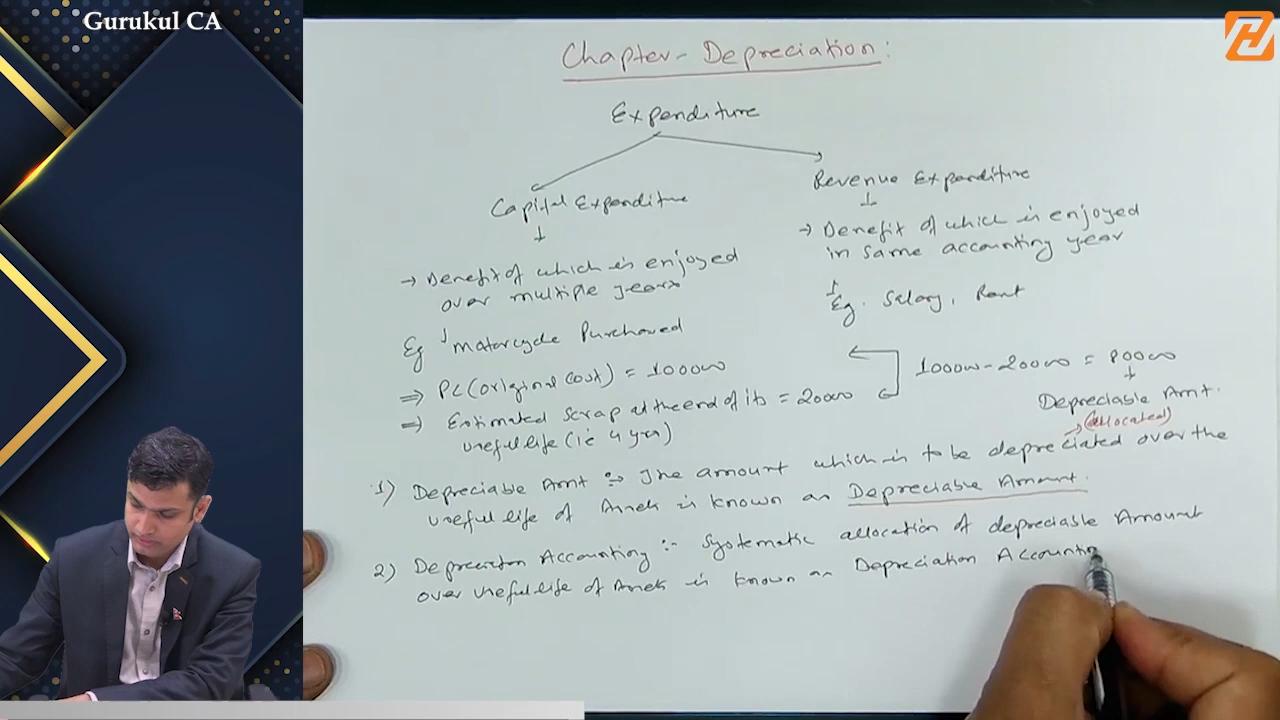 Gurukul CA
Chapter- Depreciation:
Expenditure
Capital Expenditure
Revenue Expenditure
→ Benefit of which is enjoyed
over multiple years
→ Benefit of which is enjoyed
in same accounting year
Eg. Salary, Rent
Eg motorcycle Purchased
⇒ PC (original cost) = 100000
⇒ Estimated scrap at the end of its = 20000
useful life (ie 4 yrs)
100000-20000 = 80000
Depreciable Amt.
→ (allocated)
1) Depreciable Amt :- The amount which is to be depreciated over the
useful life of Assets is known as Depreciable Amount.
2) Depreciation Accounting :- Systematic allocation of depreciable Amount
over useful life of Assets is known as Depreciation Accounting